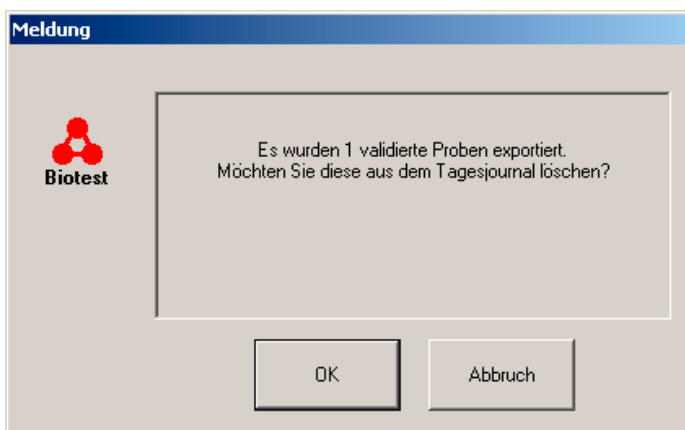 Meldung
Biotest
Es wurden 1 validierte Proben exportiert.
Möchten Sie diese aus dem Tagesjournal löschen?
OK
Abbruch